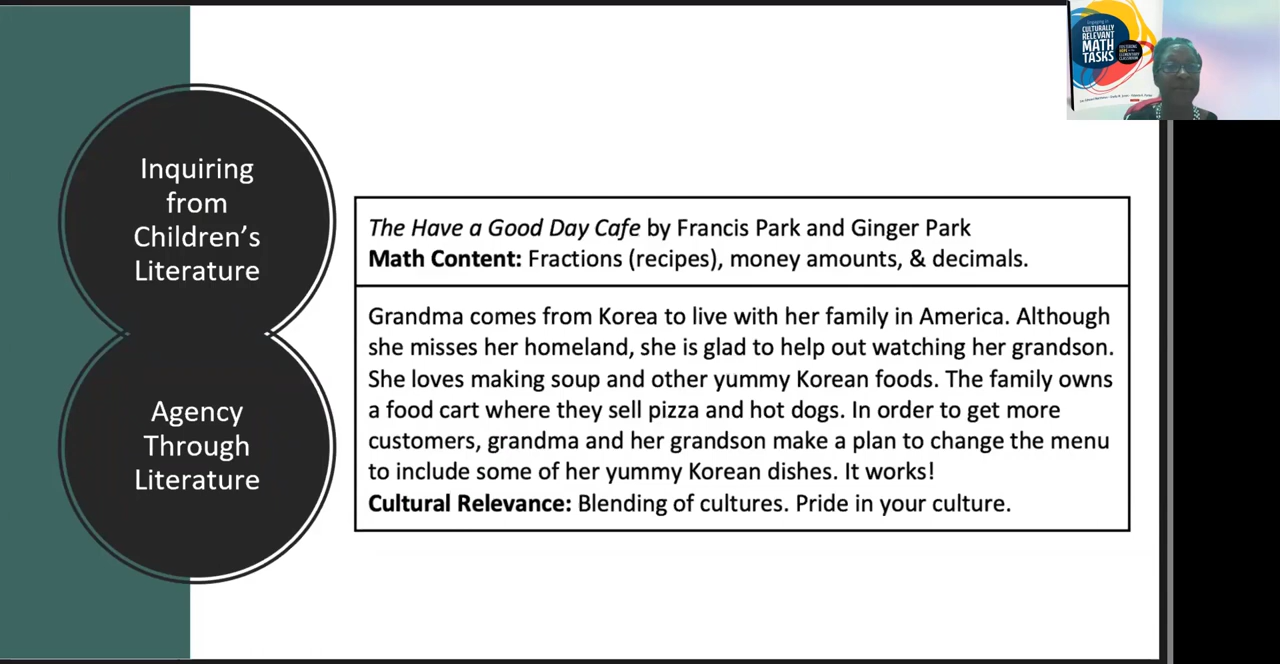 Inquiring
from
Children's
Literature
Agency
Through
Literature
The Have a Good Day Cafe by Francis Park and Ginger Park
Math Content: Fractions (recipes), money amounts, & decimals.
Grandma comes from Korea to live with her family in America. Although
she misses her homeland, she is glad to help out watching her grandson.
She loves making soup and other yummy Korean foods. The family owns
a food cart where they sell pizza and hot dogs. In order to get more
customers, grandma and her grandson make a plan to change the menu
to include some of her yummy Korean dishes. It works!
Cultural Relevance: Blending of cultures. Pride in your culture.
CULTURALLY
RELEVANT
MATH
TASKS